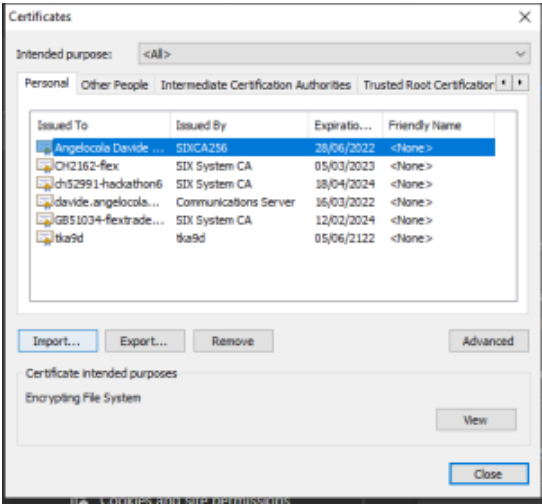 Certificates
Intended purpose: <All>
Personal Other People Intermediate Certification Authorities Trusted Root Certification
Issued To Issued By Expiratio... Friendly Name
Angelocola Davide ... SIXCA256 28/06/2022 <None>
CH2162-flex SIX System CA 05/03/2023 <None>
ch52991-hackathon6 SIX System CA 18/04/2024 <None>
davide.angelocola... Communications Server 16/03/2022 <None>
GB51034-flextrade... SIX System CA 12/02/2024 <None>
tka9d tka9d 05/06/2122 <None>
Import... Export... Remove Advanced
Certificate intended purposes
Encrypting File System
View
Close
Cookies and site permissions